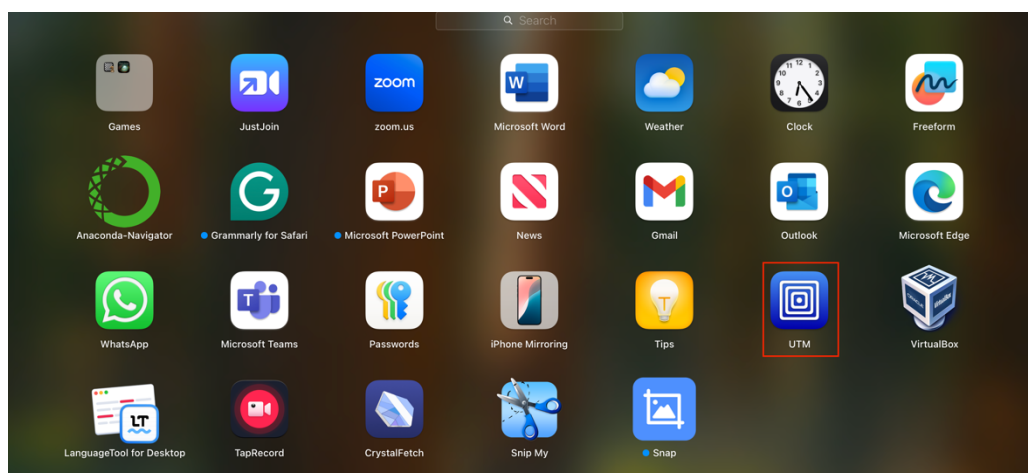 Search
Games
JustJoin
zoom
zoom.us
W
Microsoft Word
Weather
Clock
Freeform
Anaconda-Navigator
G
Grammarly for Safari
P
Microsoft PowerPoint
News
Gmail
Outlook
Microsoft Edge
WhatsApp
T
Microsoft Teams
Passwords
iPhone Mirroring
T
Tips
UTM
VirtualBox
LT
LanguageTool for Desktop
TapRecord
CrystalFetch
Snip My
Snap